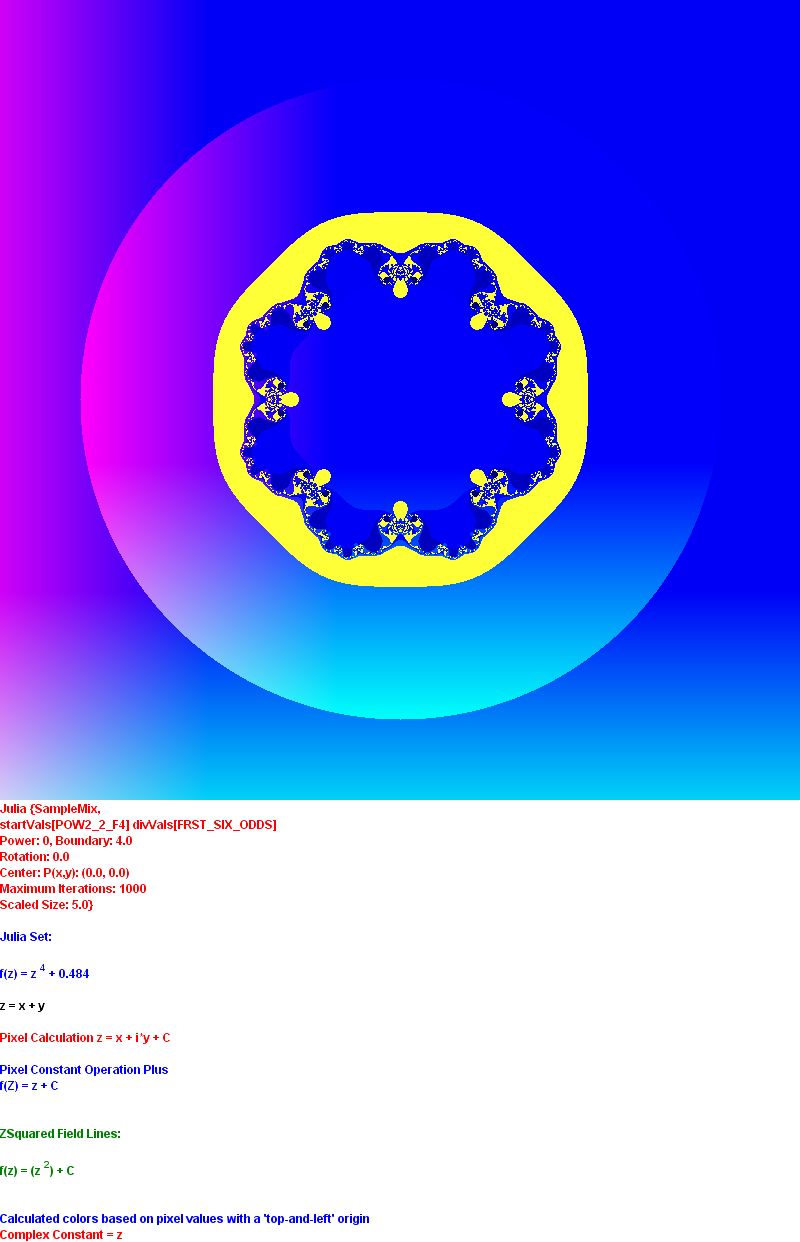 Julia {SampleMix,
startVals[POW2_2_F4] divVals[FRST_SIX_ODDS]
Power: 0, Boundary: 4.0
Rotation: 0.0
Center: P(x,y): (0.0, 0.0)
Maximum Iterations: 1000
Scaled Size: 5.0}
Julia Set:
f(z) = z 4 + 0.484
z = x + y
Pixel Calculation z = x + i*y + C
Pixel Constant Operation Plus
f(Z) = z + C
ZSquared Field Lines:
f(z) = (z 2) + C
Calculated colors based on pixel values with a 'top-and-left' origin
Complex Constant = z